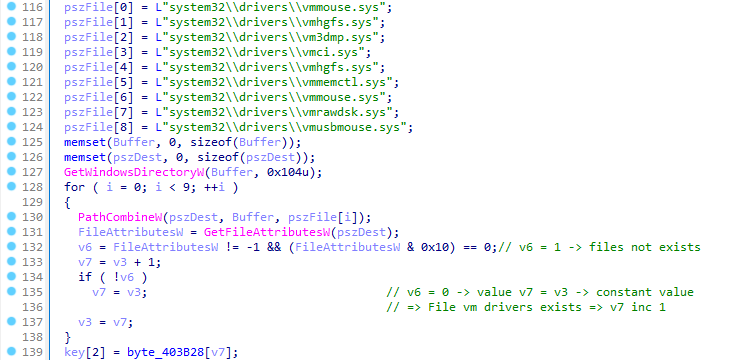 116 pszFile[0] = L"system32\\drivers\\vmmouse.sys";
117 pszFile[1] = L"system32\\drivers\\vmhgfs.sys";
118 pszFile[2] = L"system32\\drivers\\vm3dmp.sys";
119 pszFile[3] = L"system32\\drivers\\vmci.sys";
120 pszFile[4] = L"system32\\drivers\\vmhgfs.sys";
121 pszFile[5] = L"system32\\drivers\\vmmemctl.sys";
122 pszFile[6] = L"system32\\drivers\\vmmouse.sys";
123 pszFile[7] = L"system32\\drivers\\vmrawdsk.sys";
124 pszFile[8] = L"system32\\drivers\\vmusbmouse.sys";
125 memset(Buffer, 0, sizeof(Buffer));
126 memset(pszDest, 0, sizeof(pszDest));
127 GetWindowsDirectoryW(Buffer, 0x104u);
128 for ( i = 0; i < 9; ++i )
129 {
130 PathCombineW(pszDest, Buffer, pszFile[i]);
131 FileAttributesW = GetFileAttributesW(pszDest);
132 v6 = FileAttributesW != -1 && (FileAttributesW & 0x10) == 0;// v6 = 1 -> files not exists
133 v7 = v3 + 1;
134 if ( !v6 )
135 v7 = v3; // v6 = 0 -> value v7 = v3 -> constant value
136 // => File vm drivers exists => v7 inc 1
137 v3 = v7;
138 }
139 key[2] = byte_403B28[v7];